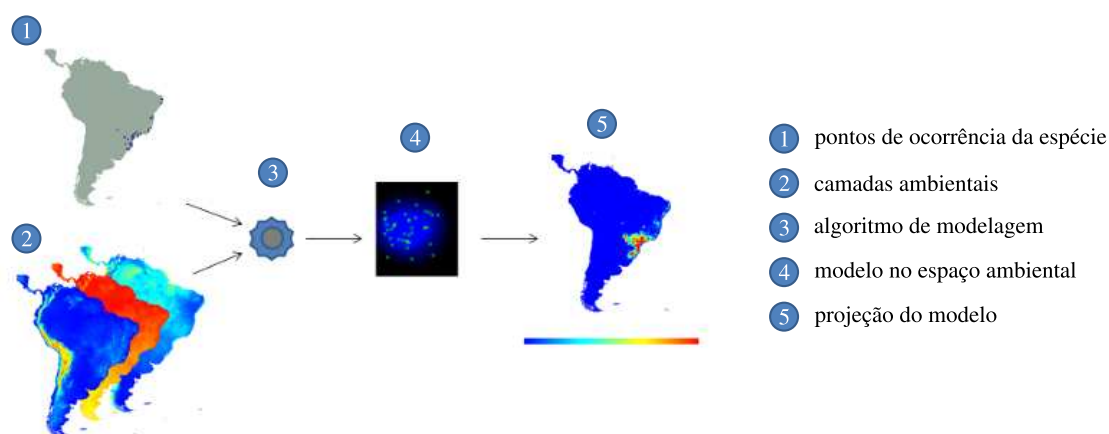 1
2
3
4
5
1 pontos de ocorrência da espécie
2 camadas ambientais
3 algoritmo de modelagem
4 modelo no espaço ambiental
5 projeção do modelo